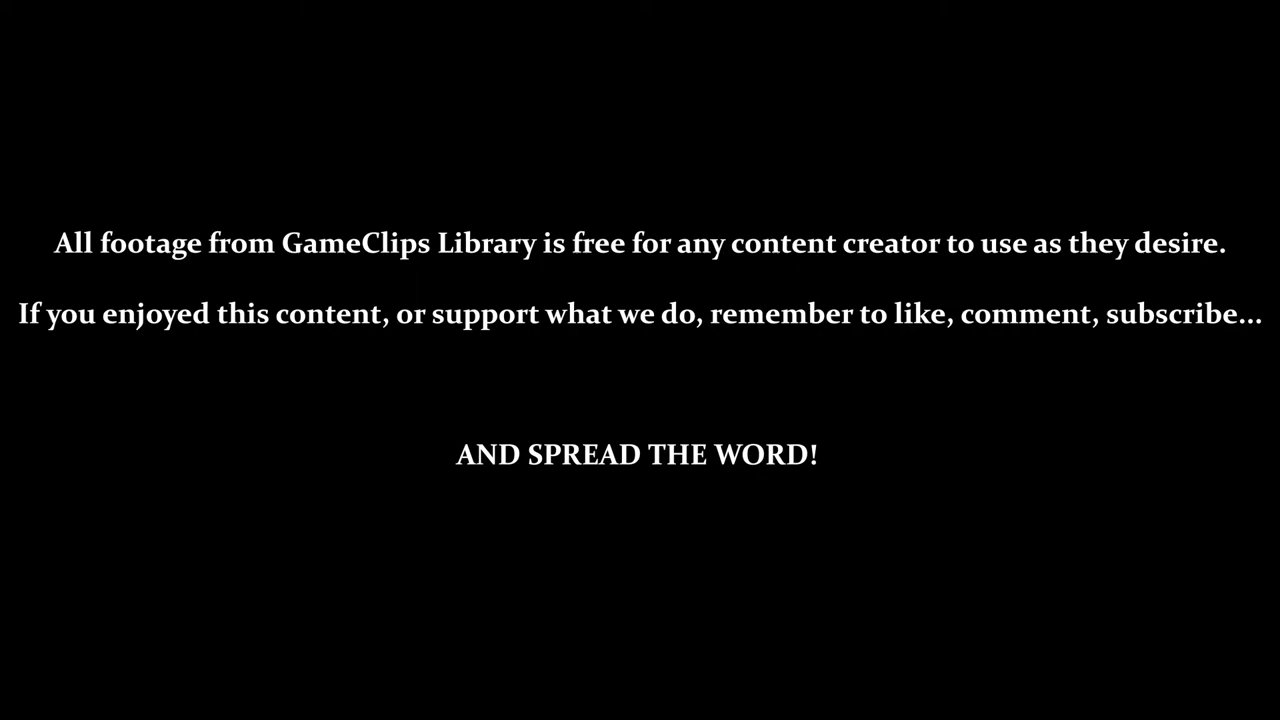 All footage from GameClips Library is free for any content creator to use as they desire.
If you enjoyed this content, or support what we do, remember to like, comment, subscribe...
AND SPREAD THE WORD!